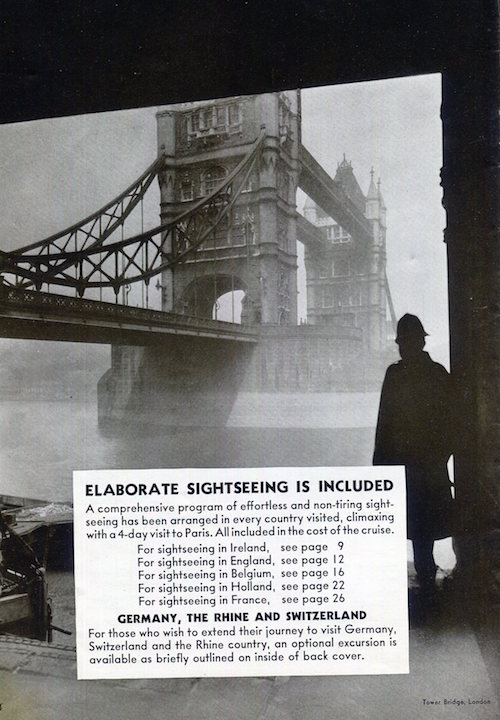 ELABORATE SIGHTSEEING IS INCLUDED
A comprehensive program of effortless and non-tiring sight-
seeing has been arranged in every country visited, climaxing
with a 4-day visit to Paris. All included in the cost of the cruise.
For sightseeing in Ireland, see page 9
For sightseeing in England, see page 12
For sightseeing in Belgium, see page 16
For sightseeing in Holland, see page 22
For sightseeing in France, see page 26
GERMANY, THE RHINE AND SWITZERLAND
For those who wish to extend their journey to visit Germany,
Switzerland and the Rhine country, an optional excursion is
available as briefly outlined on inside of back cover.
Tower Bridge, London